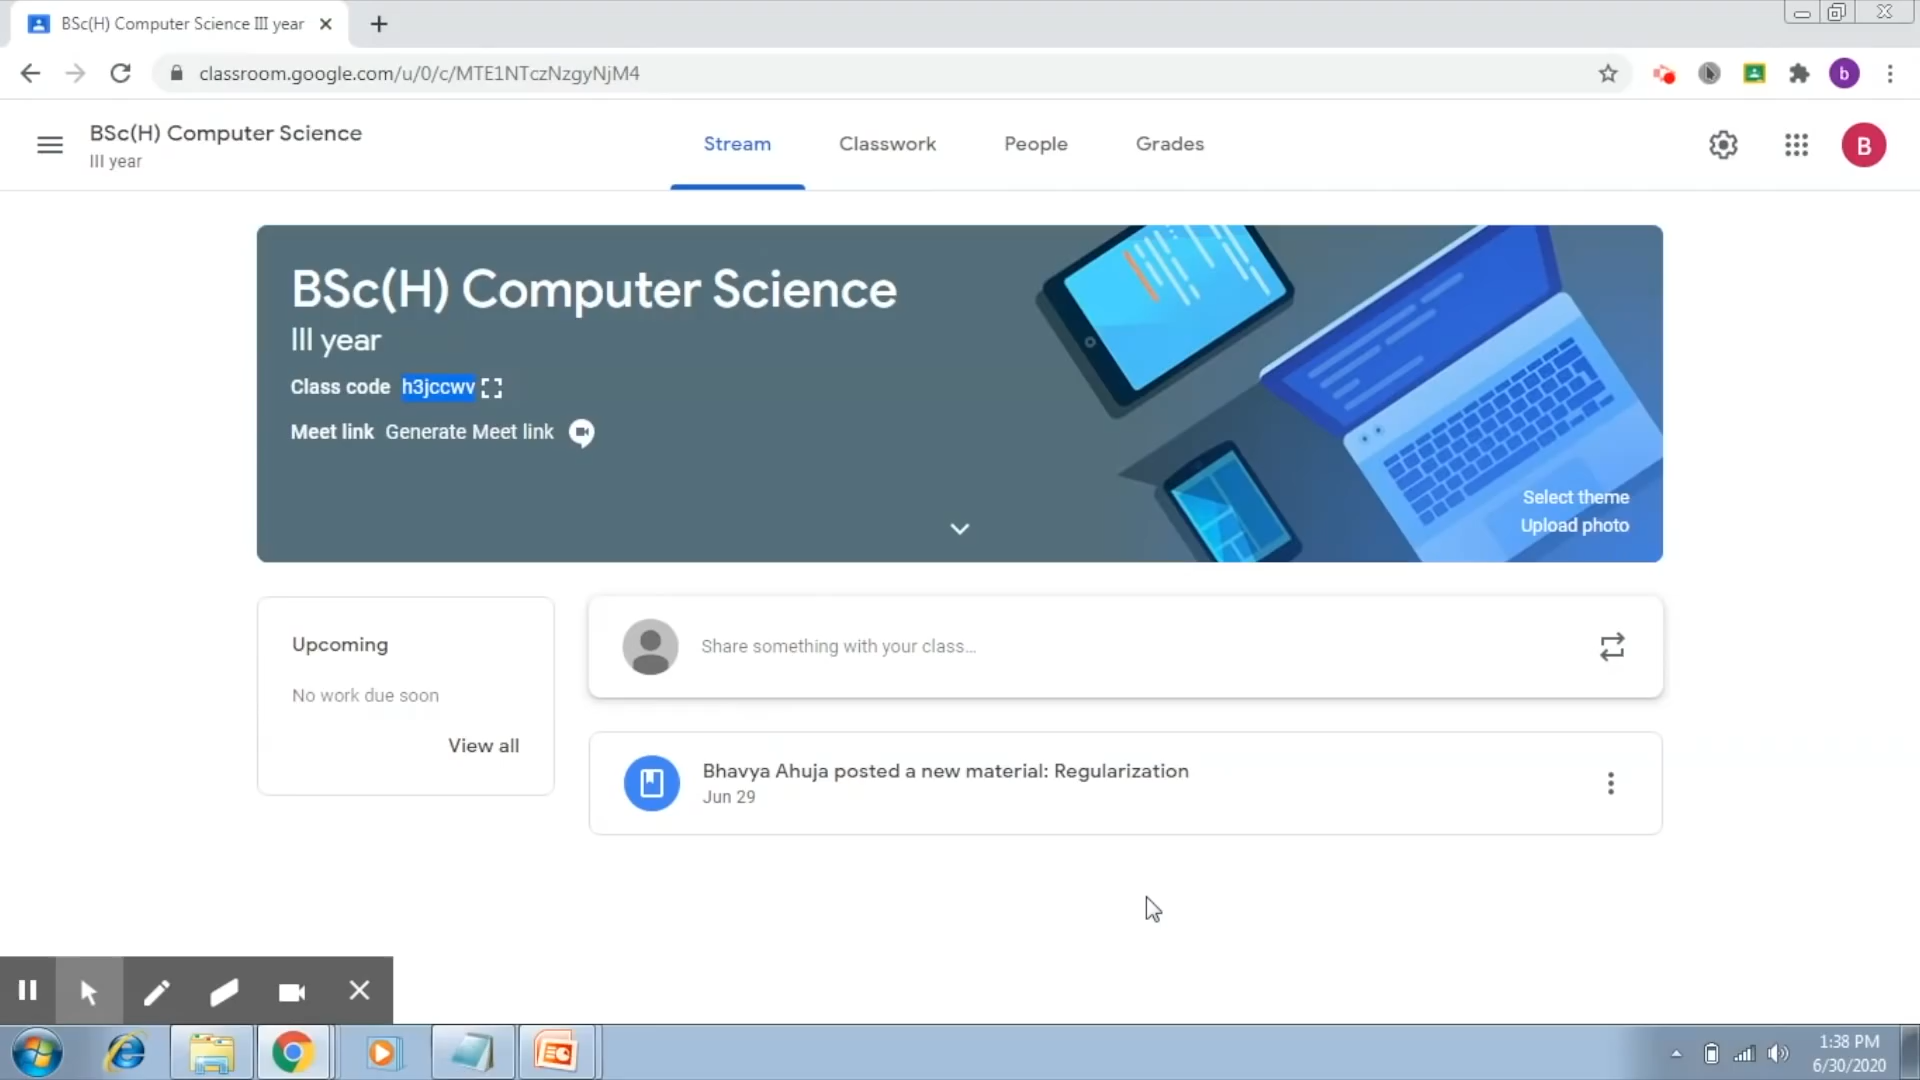 BSc(H) Computer Science III year
classroom.google.com/u/0/c/MTE1NTczNzgyNjM4
b
BSc(H) Computer Science
III year
Stream
Classwork
People
Grades
B
BSc(H) Computer Science
III year
Class code h3jccwv
Meet link Generate Meet link
Select theme
Upload photo
Upcoming
No work due soon
View all
Share something with your class...
Bhavya Ahuja posted a new material: Regularization
Jun 29
1:38 PM
6/30/2020